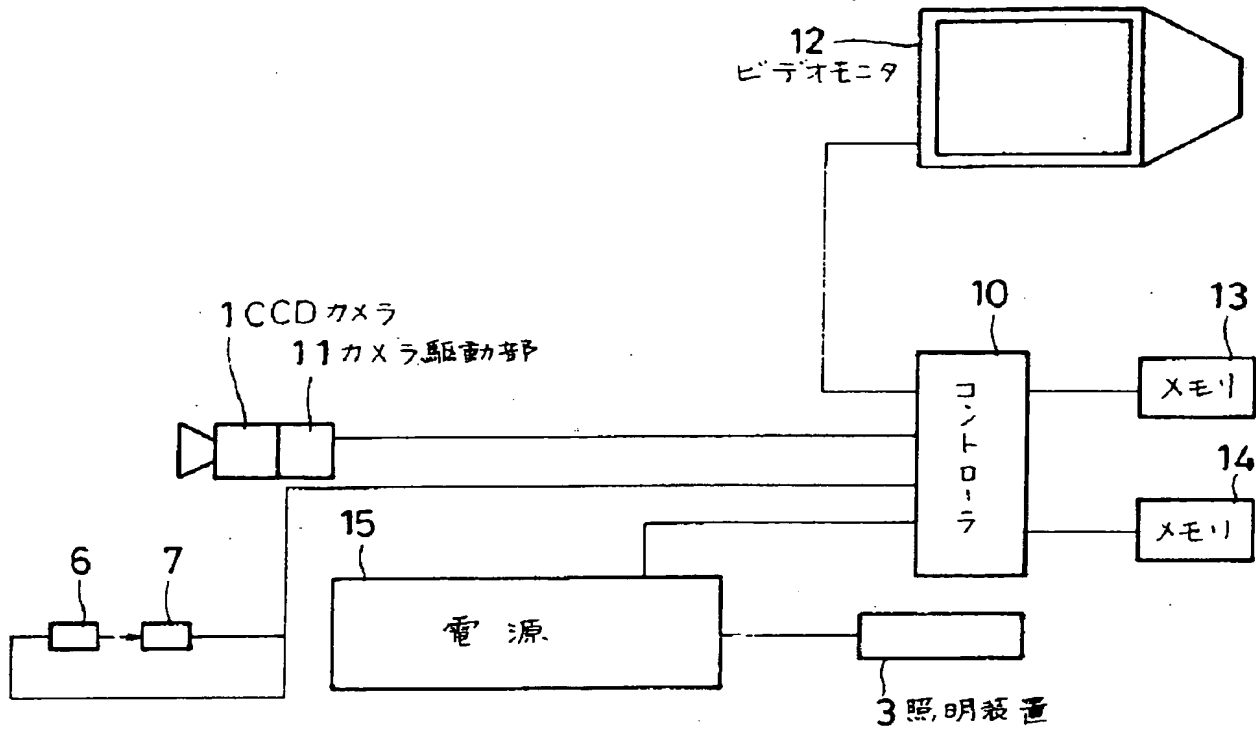 12
ビデオモニタ
1 CCDカメラ
11 カメラ駆動部
10
コントローラ
13
メモリ
14
メモリ
15
電源
6
7
3 照明装置